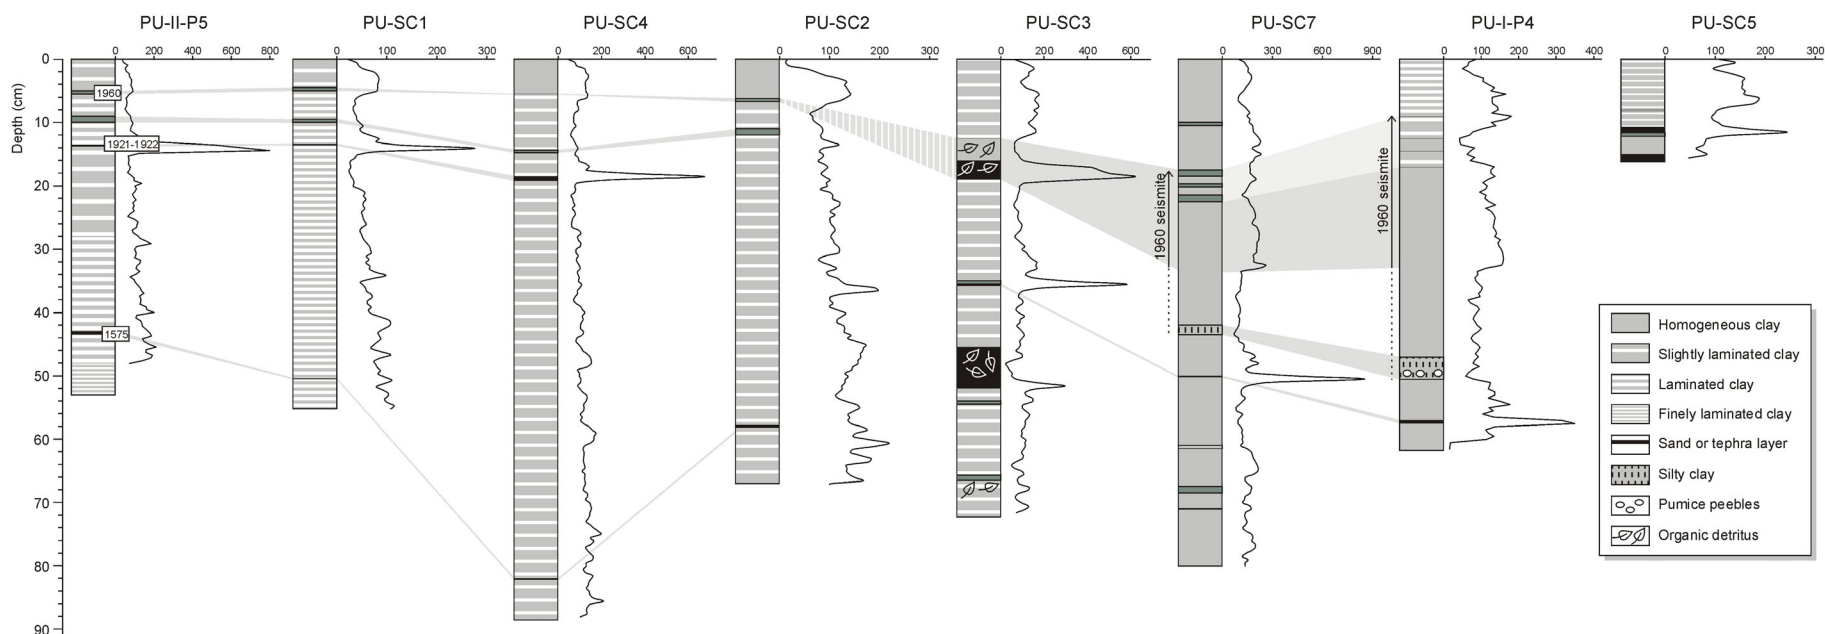 PU-II-P5 PU-SC1 PU-SC4 PU-SC2 PU-SC3 PU-SC7 PU-I-P4 PU-SC5
0 200 400 600 800
0 100 200 300
0 200 400 600
0 100 200 300
0 200 400 600
0 300 600 900
0 100 200 300 400
0 100 200 300
Depth (cm)
0
10
20
30
40
50
60
70
80
90
1960
1921-1922
1575
1960 seismite
1960 seismite
Homogeneous clay
Slightly laminated clay
Laminated clay
Finely laminated clay
Sand or tephra layer
Silty clay
Pumice peebles
Organic detritus